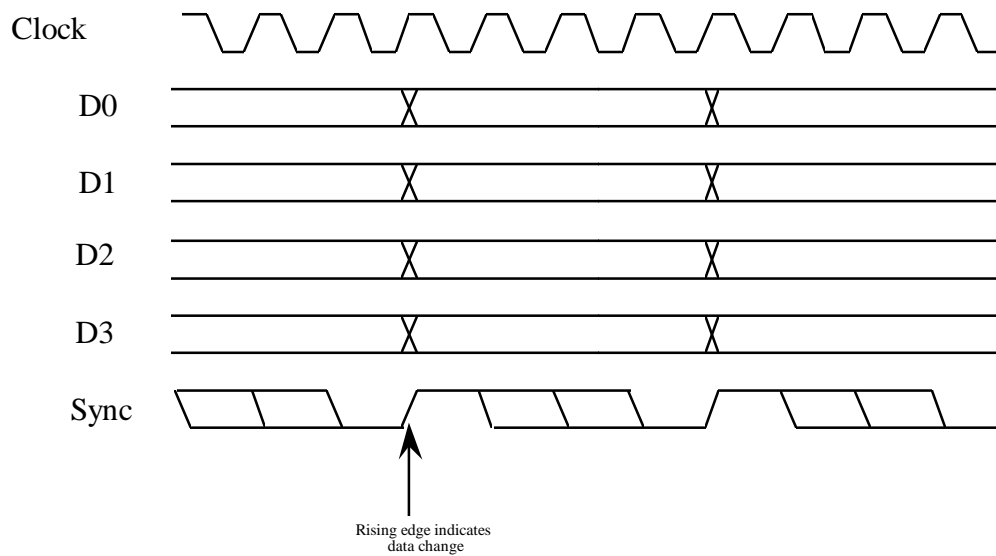 Clock
D0
D1
D2
D3
Sync
Rising edge indicates
data change